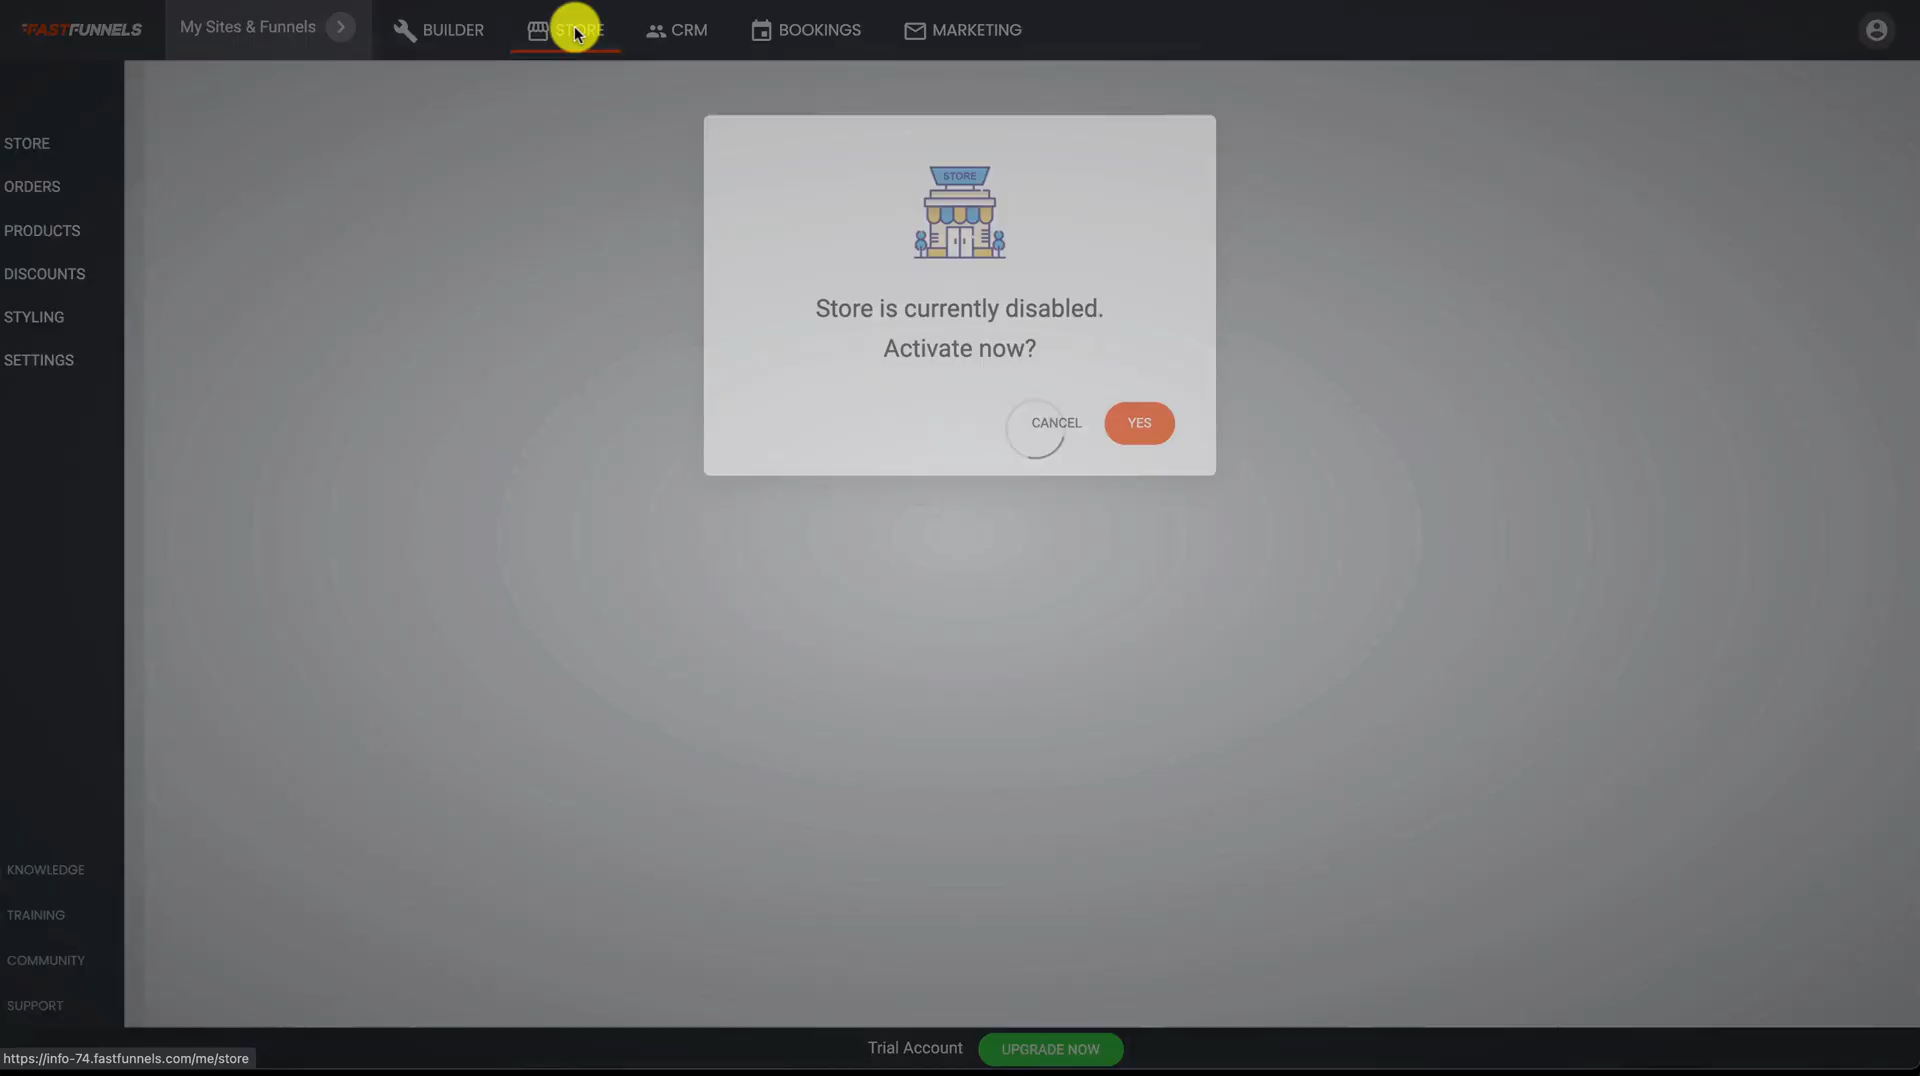 FASTFUNNELS
My Sites & Funnels
BUILDER
STORE
CRM
BOOKINGS
MARKETING
STORE
ORDERS
PRODUCTS
DISCOUNTS
STYLING
SETTINGS
STORE
Store is currently disabled.
Activate now?
CANCEL
YES
KNOWLEDGE
TRAINING
COMMUNITY
SUPPORT
Trial Account
UPGRADE NOW
https://info-74.fastfunnels.com/me/store